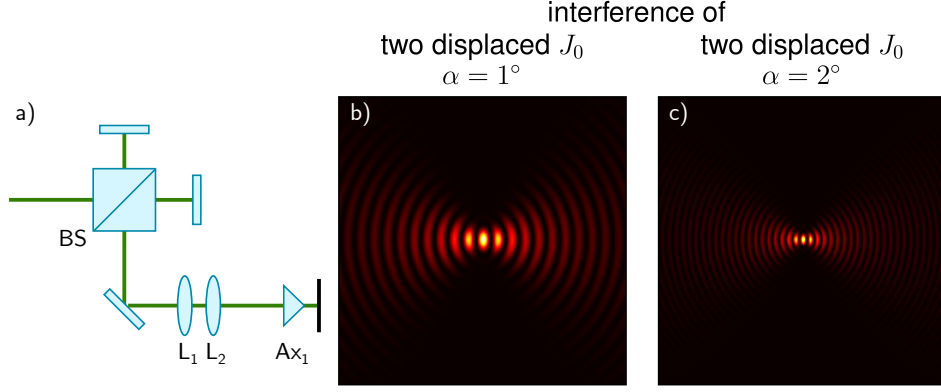 interference of
two displaced J₀
α = 1°
two displaced J₀
α = 2°
a)
BS
L₁ L₂ Ax₁
b)
c)